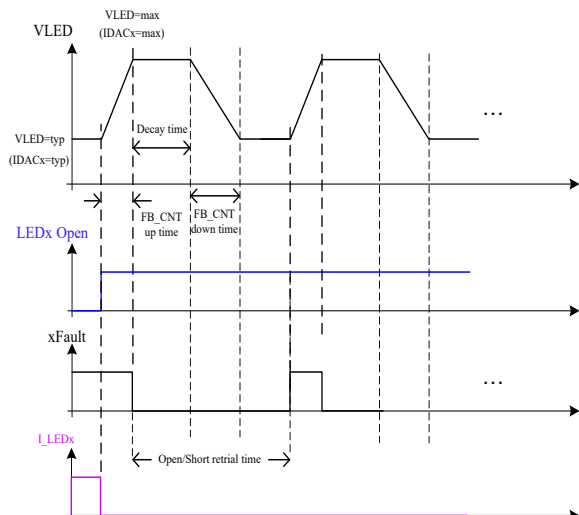 VLED=max
(IDACx=max)
VLED
Decay time
VLED=typ
(IDACx=typ)
...
FB_CNT
up time
FB_CNT
down time
LEDx Open
xFault
...
I_LEDx
Open/Short retrial time